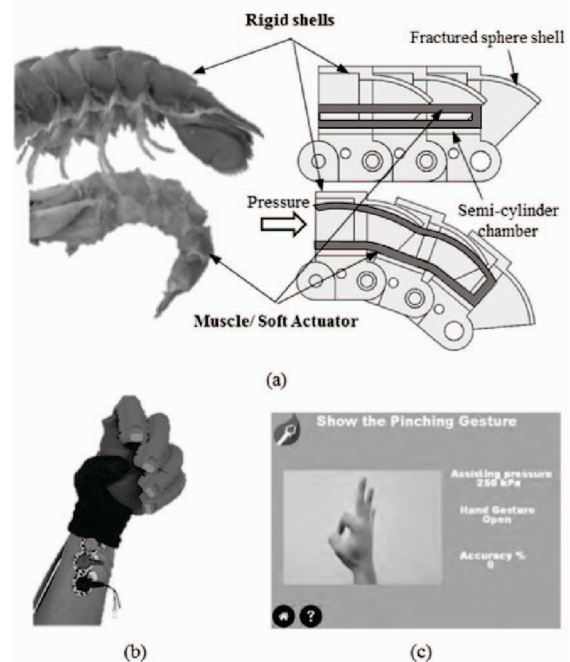 Rigid shells
Fractured sphere shell
Pressure
Semi-cylinder
chamber
Muscle/ Soft Actuator
(a)
Show the Pinching Gesture
Assisting pressure
256 kPa
Hand Gesture
Open
Accuracy %
0
?
(b)
(c)